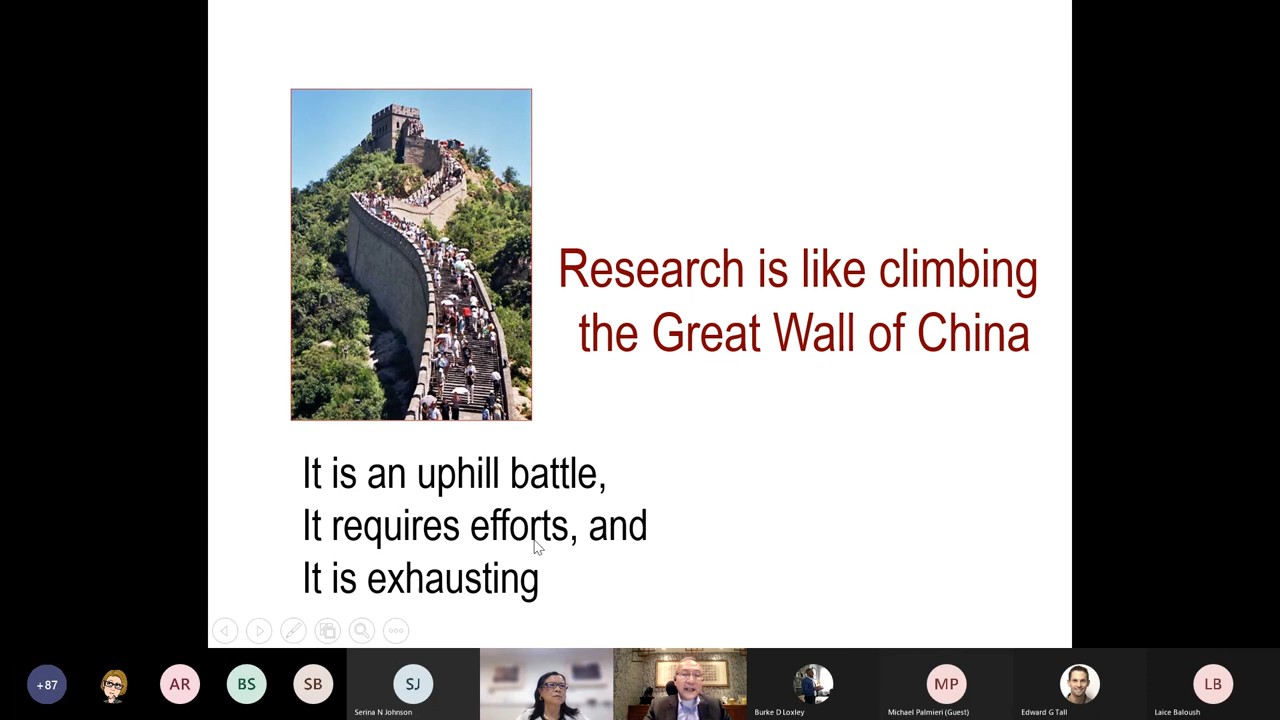 Research is like climbing
the Great Wall of China
It is an uphill battle,
It requires efforts, and
It is exhausting
+87
AR
BS
SB
SJ
Serina N Johnson
Burke D Loxley
MP
Michael Palmieri (Guest)
Edward G Tall
LB
Laice Baloush